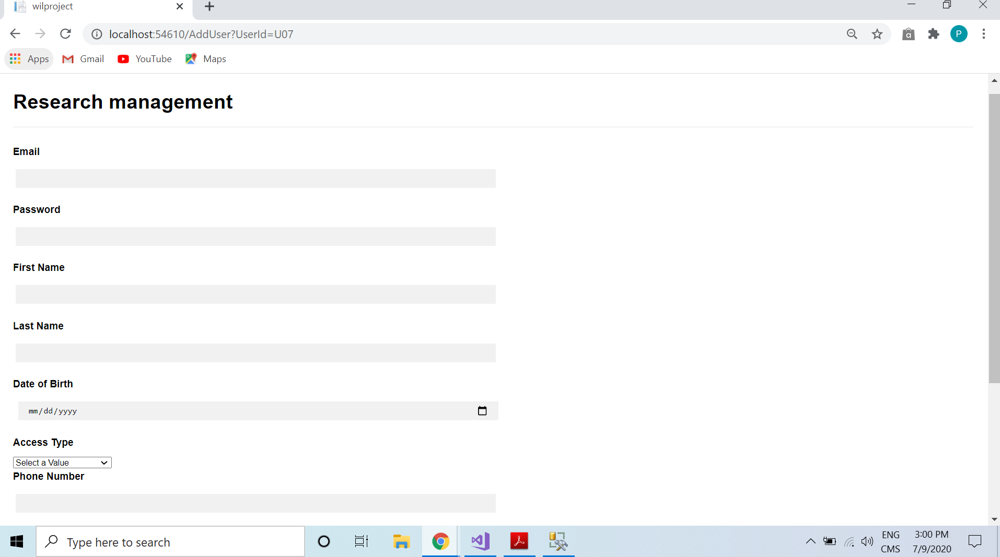 wilproject
localhost:54610/AddUser?UserId=U07
P
Apps
Gmail
YouTube
Maps
Research management
Email
Password
First Name
Last Name
Date of Birth
mm/dd/yyyy
Access Type
Select a Value
Phone Number
Type here to search
ENG
CMS
3:00 PM
7/9/2020